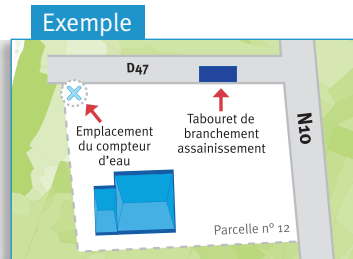 Exemple
D47
N10
Emplacement
du compteur
d'eau
Tabouret de
branchement
assainissement
Parcelle n° 12